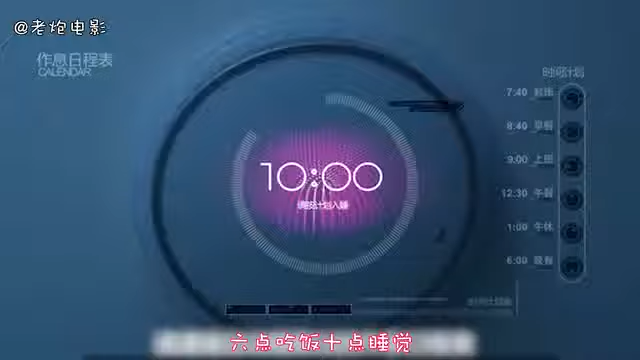 @老炮电影
作息日程表
CALENDAR
时间计划
7:40 起床
8:40 早餐
9:00 上班
12:30 午餐
1:00 午休
6:00 晚餐
10:00
六点吃饭十点睡觉